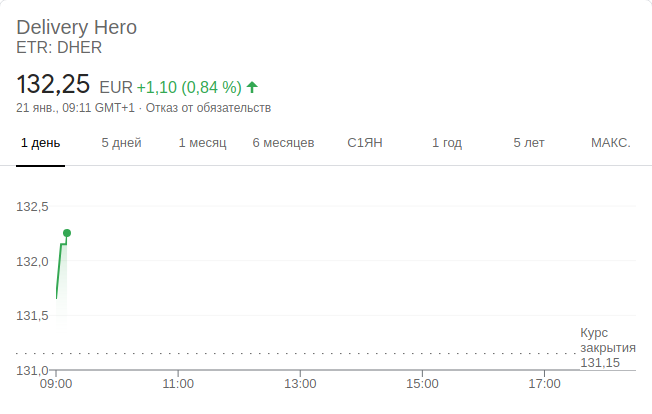 Delivery Hero
ETR: DHER
132,25 EUR +1,10 (0,84 %)
21 янв., 09:11 GMT+1 · Отказ от обязательств
1 день 5 дней 1 месяц 6 месяцев С1ЯН 1 год 5 лет МАКС.
132,5
132,0
131,5
Курс
закрытия
131,15
131,0
09:00 11:00 13:00 15:00 17:00